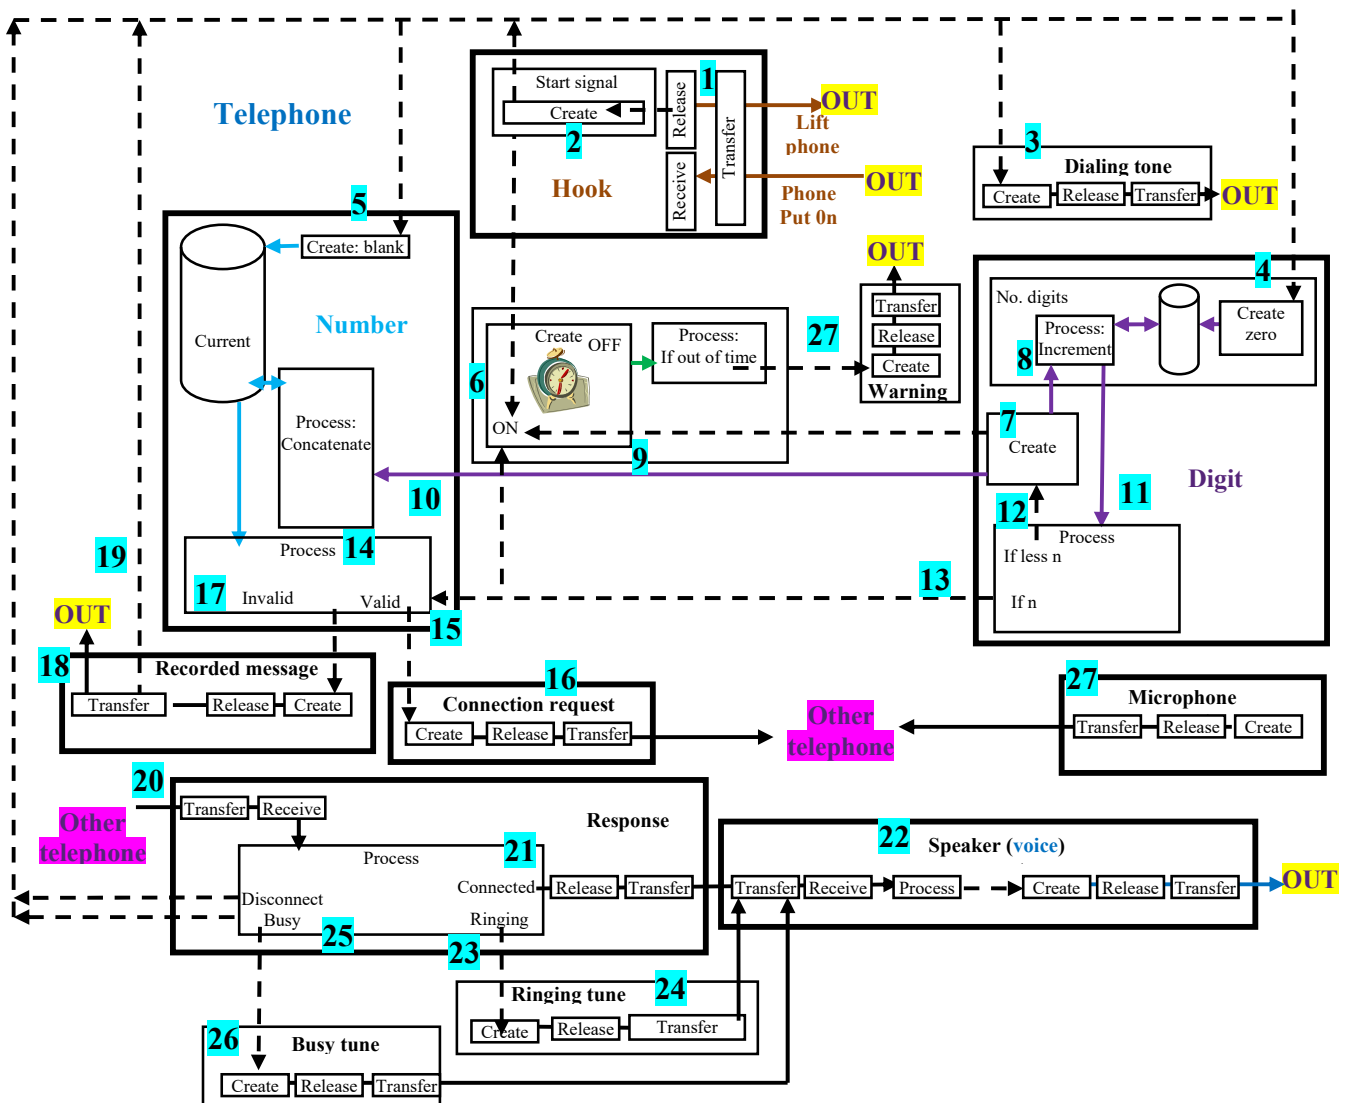 Telephone
Start signal
Create
2
Release
1
Transfer
Receive
Hook
OUT
Lift
phone
OUT
Phone
Put 0n
3
Dialing tone
Create
Release
Transfer
OUT
5
Create: blank
Current
Number
Process:
Concatenate
Create
OFF
ON
6
Process:
If out of time
27
OUT
Transfer
Release
Create
Warning
4
No. digits
Process:
Increment
8
Create
zero
7
Create
9
10
11
12
Digit
Process
If less n
If n
13
Process
14
17
Invalid
Valid
15
19
OUT
18
Recorded message
Transfer
Release
Create
16
Connection request
Create
Release
Transfer
Other
telephone
27
Microphone
Transfer
Release
Create
20
Other
telephone
Transfer
Receive
Response
Process
21
Connected
Disconnect
Busy
Ringing
25
23
Release
Transfer
22
Speaker (voice)
Transfer
Receive
Process
Create
Release
Transfer
OUT
Ringing tune
24
Create
Release
Transfer
26
Busy tune
Create
Release
Transfer